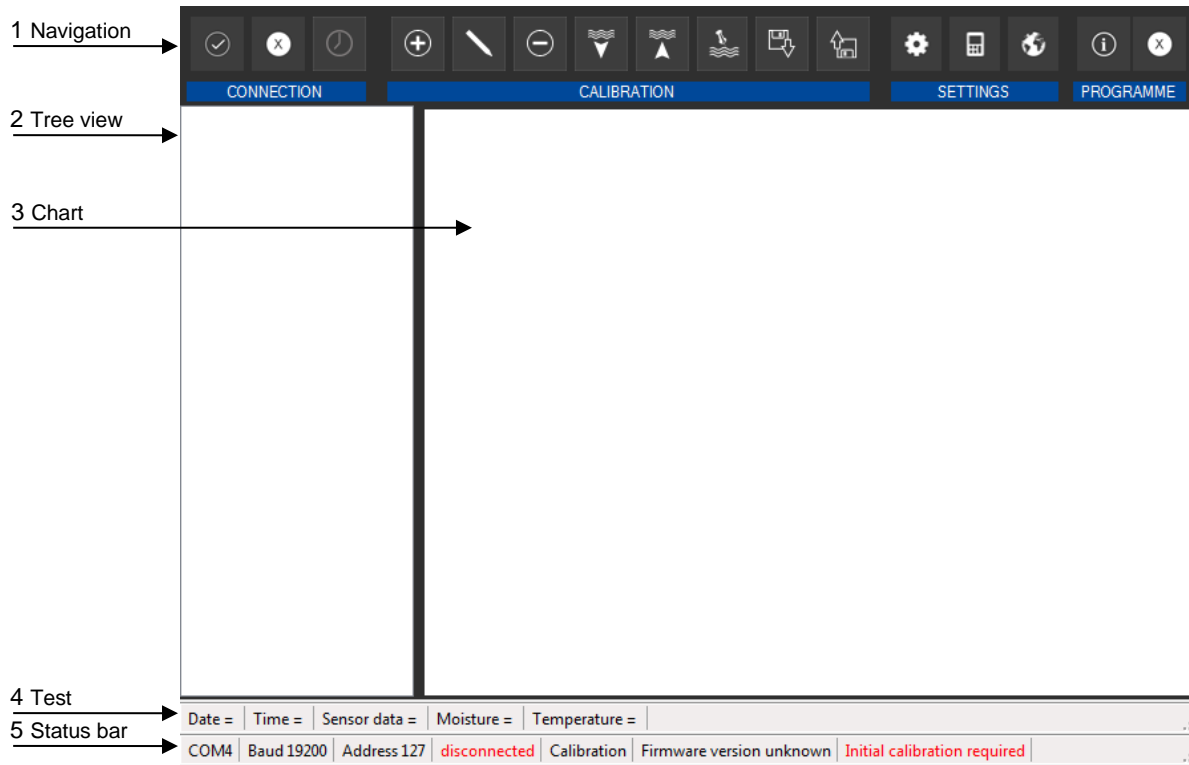 1 Navigation
CONNECTION CALIBRATION SETTINGS PROGRAMME
2 Tree view
3 Chart
4 Test
Date = Time = Sensor data = Moisture = Temperature =
5 Status bar
COM4 Baud 19200 Address 127 disconnected Calibration Firmware version unknown Initial calibration required